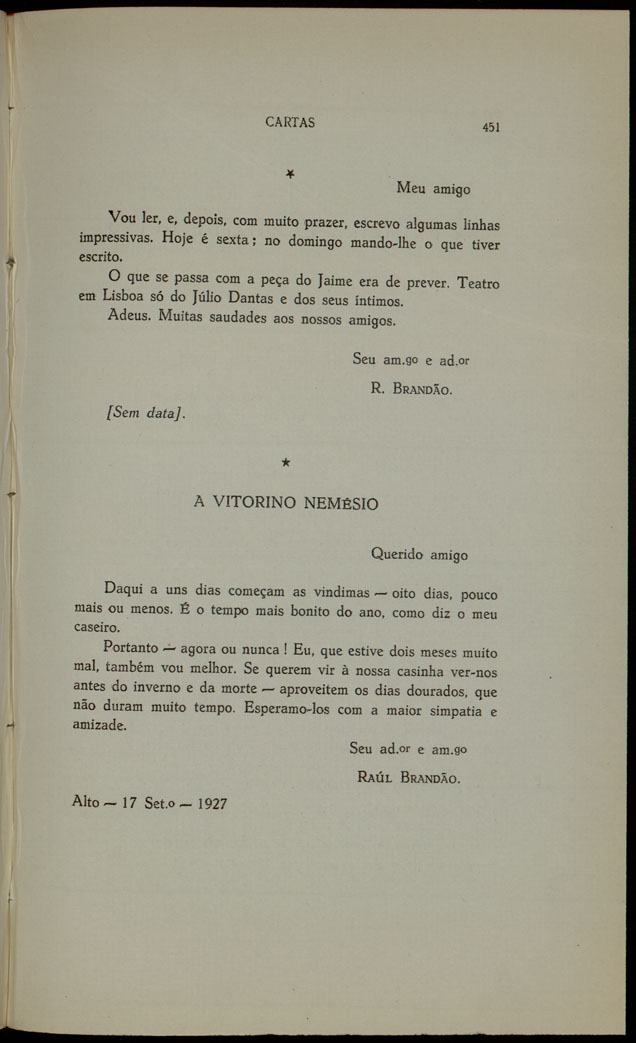 CARTAS 451
Meu amigo
Vou ler, e, depois, com muito prazer, escrevo algumas linhas
impressivas. Hoje é sexta; no domingo mando-lhe o que tiver
escrito.
O que se passa com a peça do Jaime era de prever. Teatro
em Lisboa só do Júlio Dantas e dos seus íntimos.
Adeus. Muitas saudades aos nossos amigos.
Seu am.go e ad.or
R. BRANDÃO.
[Sem data].
A VITORINO NEMÉSIO
Querido amigo
Daqui a uns dias começam as vindimas — oito dias, pouco
mais ou menos. É o tempo mais bonito do ano, como diz o meu
caseiro.
Portanto — agora ou nunca! Eu, que estive dois meses muito
mal, também vou melhor. Se querem vir à nossa casinha ver-nos
antes do inverno e da morte — aproveitem os dias dourados, que
não duram muito tempo. Esperamo-los com a maior simpatia e
amizade.
Seu ad.or e am.go
RAÚL BRANDÃO.
Alto — 17 Set.o — 1927